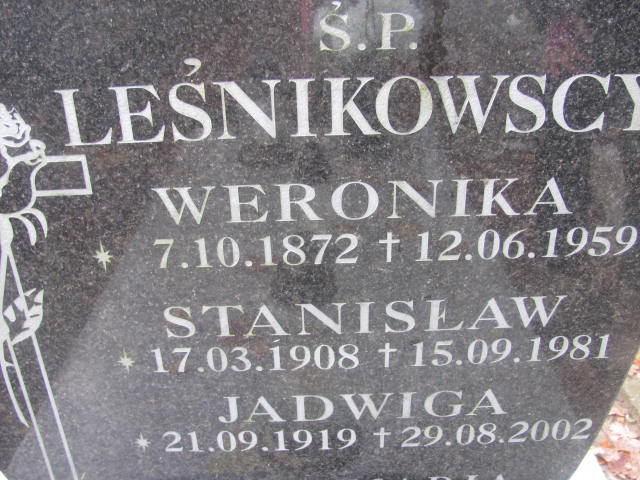 Ś.P.
LEŚNIKOWSCY
WERONIKA
* 7.10.1872 † 12.06.1959
STANISŁAW
* 17.03.1908 † 15.09.1981
JADWIGA
* 21.09.1919 † 29.08.2002